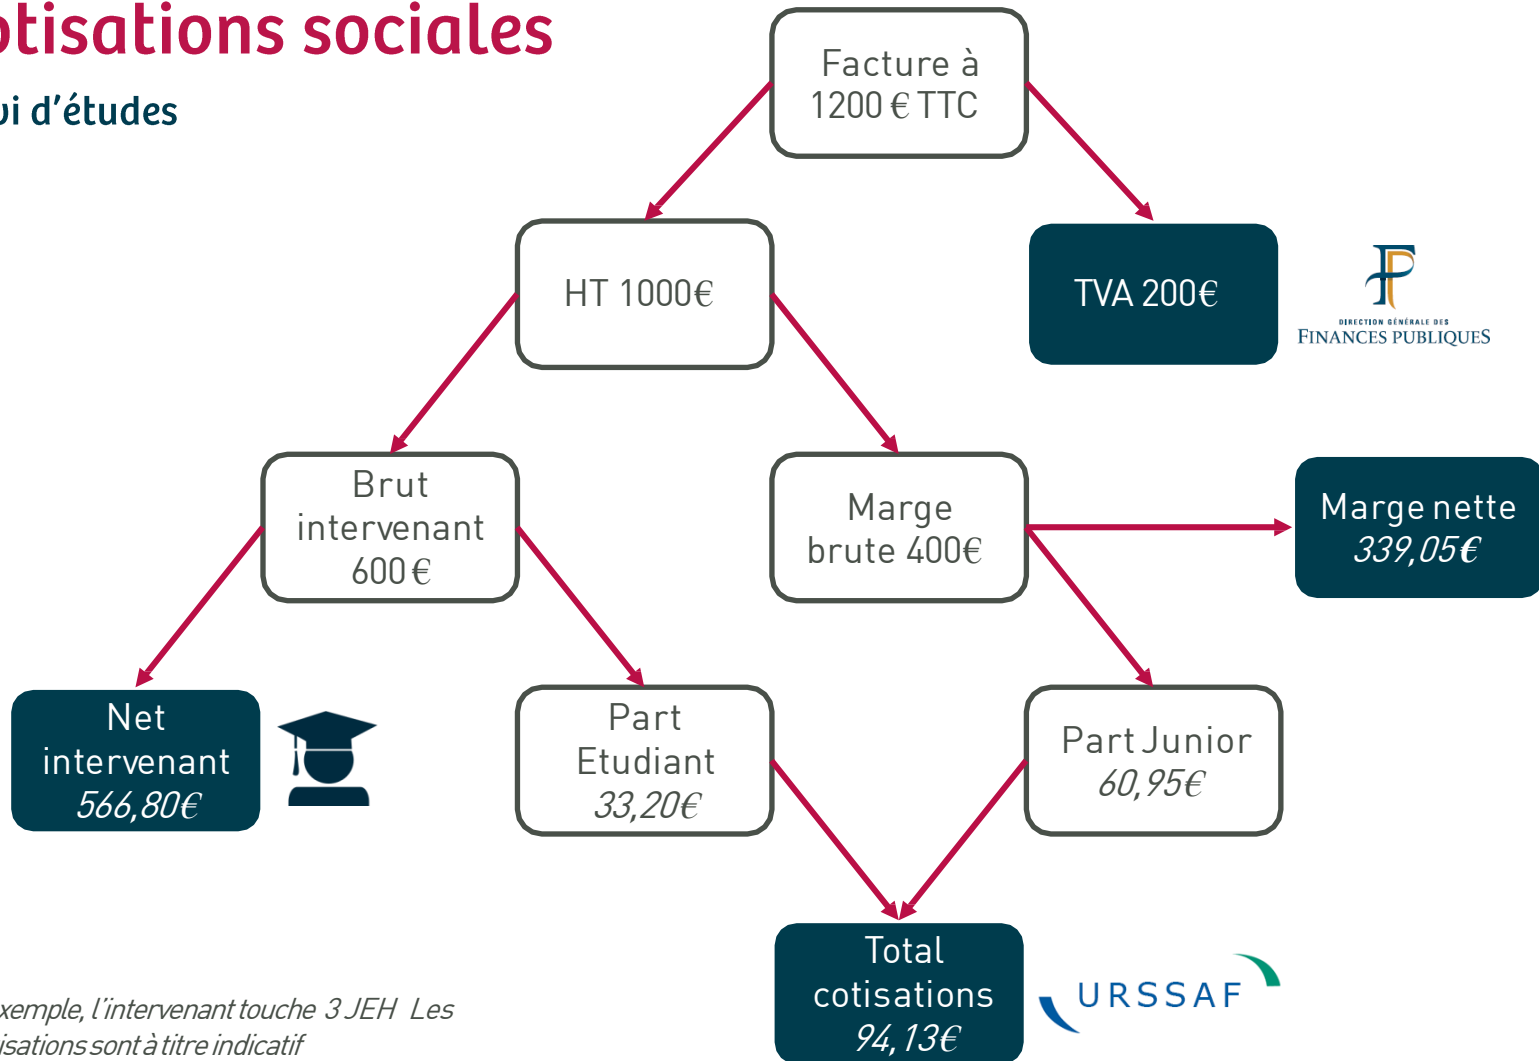 otisations sociales
ui d'études
Facture à
1200 € TTC
HT 1000€
TVA 200€
DIRECTION GÉNÉRALE DES
FINANCES PUBLIQUES
Brut
intervenant
600 €
Marge
brute 400€
Marge nette
339,05€
Net
intervenant
566,80€
Part
Etudiant
33,20€
Part Junior
60,95€
Total
cotisations
94,13€
URSSAF
xemple, l'intervenant touche 3 JEH Les
isations sont à titre indicatif